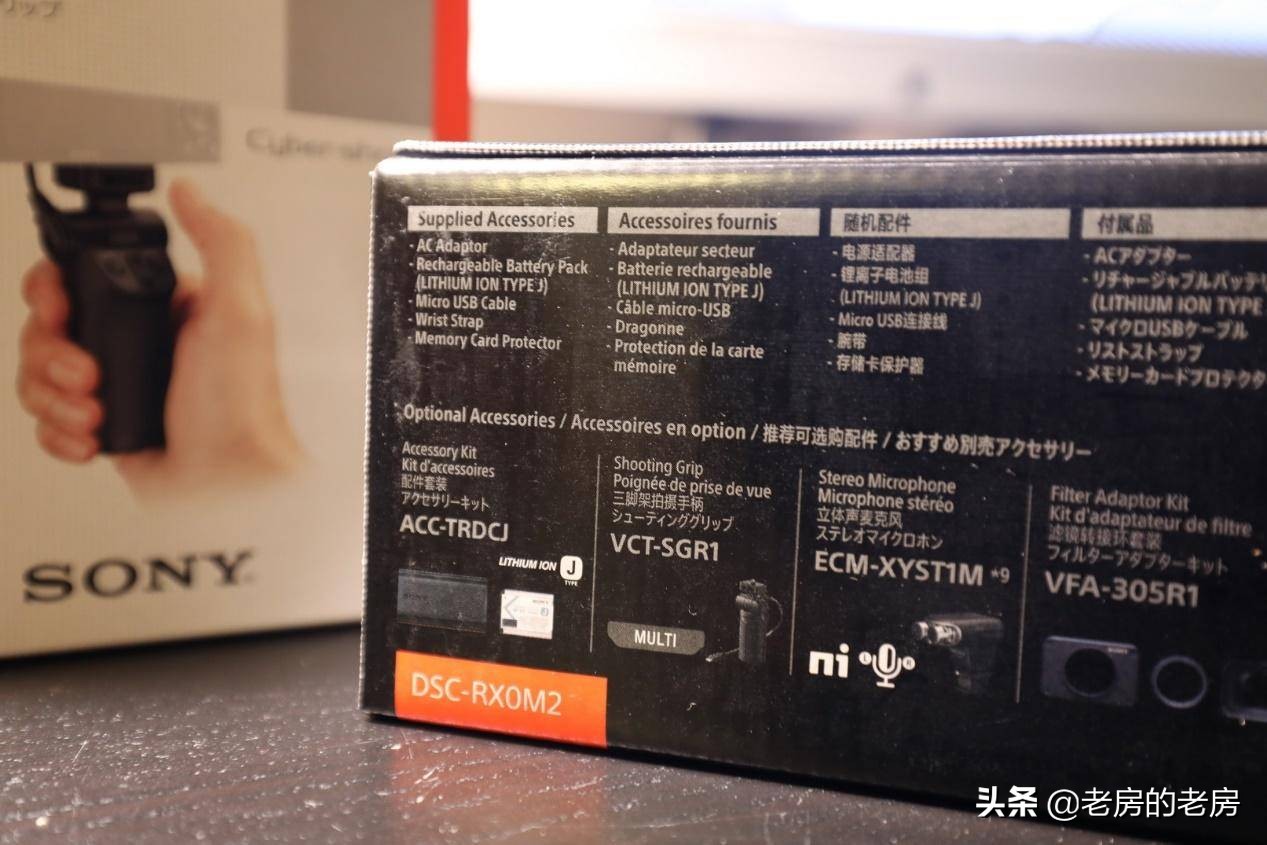 リップ
Cyber-sh
SONY
Supplied Accessories
- AC Adaptor
- Rechargeable Battery Pack
(LITHIUM ION TYPE J)
- Micro USB Cable
- Wrist Strap
- Memory Card Protector
Accessoires fournis
- Adaptateur secteur
- Batterie rechargeable
(LITHIUM ION TYPE J)
- Câble micro-USB
- Dragonne
- Protection de la carte
mémoire
随机配件
- 电源适配器
- 锂离子电池组
(LITHIUM ION TYPE J)
- Micro USB连接线
- 腕带
- 存储卡保护器
付属品
- ACアダプター
- リチャージャブルバッテリ
(LITHIUM ION TYPE
- マイクロUSBケーブル
- リストストラップ
- メモリーカードプロテクタ
Optional Accessories / Accessoires en option / 推荐可选购配件 / おすすめ別売アクセサリー
Accessory Kit
Kit d'accessoires
配件套装
アクセサリーキット
ACC-TRDCJ
LITHIUM ION J
TYPE
Shooting Grip
Poignée de prise de vue
三脚架拍摄手柄
シューティンググリップ
VCT-SGR1
MULTI
Stereo Microphone
Microphone stéréo
立体声麦克风
ステレオマイクロホン
ECM-XYST1M *9
mi
L R
Filter Adaptor Kit
Kit d'adaptateur de filtre
滤镜转接环套装
フィルターアダプターキット
VFA-305R1
DSC-RX0M2
头条 @老房的老房